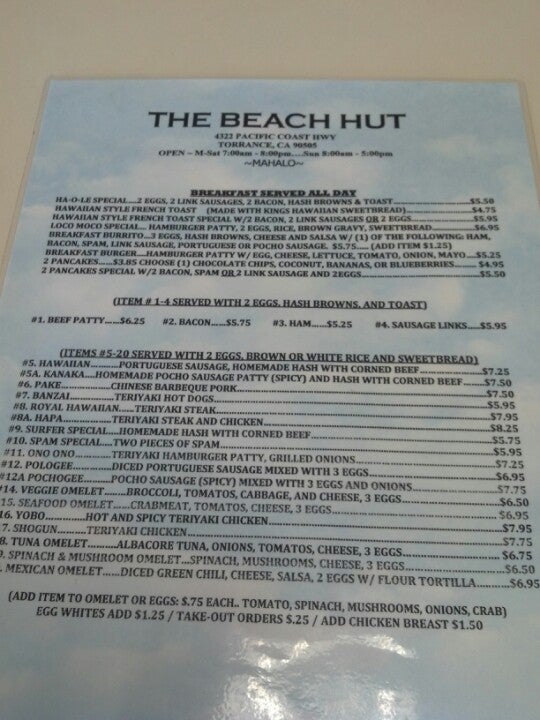 THE BEACH HUT
4322 PACIFIC COAST HWY
TORRANCE, CA 90505
OPEN ~ M-Sat 7:00am - 8:00pm....Sun 8:00am - 5:00pm
~MAHALO~
BREAKFAST SERVED ALL DAY
HA-O-LE SPECIAL....2 EGGS, 2 LINK SAUSAGES, 2 BACON, HASH BROWNS & TOAST...$5.50
HAWAIIAN STYLE FRENCH TOAST (MADE WITH KINGS HAWAIIAN SWEETBREAD)...$4.75
HAWAIIAN STYLE FRENCH TOAST SPECIAL W/2 BACON, 2 LINK SAUSAGES OR 2 EGGS...$5.95
LOCO MOCO SPECIAL... HAMBURGER PATTY, 2 EGGS, RICE, BROWN GRAVY, SWEETBREAD...$6.95
BREAKFAST BURRITO...3 EGGS, HASH BROWNS, CHEESE AND SALSA W/ (1) OF THE FOLLOWING: HAM,
BACON, SPAM, LINK SAUSAGE, PORTUGUESE OR POCHO SAUSAGE. $5.75..... (ADD ITEM $1.25)
BREAKFAST BURGER....HAMBURGER PATTY W/ EGG, CHEESE, LETTUCE, TOMATO, ONION, MAYO....$5.25
2 PANCAKES......$3.85 CHOOSE (1) CHOCOLATE CHIPS, COCONUT, BANANAS, OR BLUEBERRIES... $4.95
2 PANCAKES SPECIAL W/2 BACON, SPAM OR 2 LINK SAUSAGE AND 2EGGS...$5.50
(ITEM # 1-4 SERVED WITH 2 EGGS, HASH BROWNS, AND TOAST)
#1. BEEF PATTY.....$6.25 #2. BACON.....$5.75 #3. HAM......$5.25 #4. SAUSAGE LINKS.....$5.95
(ITEMS #5-20 SERVED WITH 2 EGGS, BROWN OR WHITE RICE AND SWEETBREAD)
#5. HAWAIIAN............PORTUGUESE SAUSAGE, HOMEMADE HASH WITH CORNED BEEF...$7.25
#5A. KANAKA...HOMEMADE POCHO SAUSAGE PATTY (SPICY) AND HASH WITH CORNED BEEF...$7.50
#6. PAKE...CHINESE BARBEQUE PORK...$7.50
#7. BANZAI...TERIYAKI HOT DOGS...$5.95
#8. ROYAL HAWAIIAN......TERIYAKI STEAK...$7.95
#8A. HAPA...TERIYAKI STEAK AND CHICKEN...$8.25
#9. SURFER SPECIAL...HOMEMADE HASH WITH CORNED BEEF...$5.75
#10. SPAM SPECIAL....TWO PIECES OF SPAM...$5.95
#11. ONO ONO...TERIYAKI HAMBURGER PATTY, GRILLED ONIONS...$7.25
#12. POLOGEE...DICED PORTUGUESE SAUSAGE MIXED WITH 3 EGGS...$6.95
#12A POCHOGEE...POCHO SAUSAGE (SPICY) MIXED WITH 3 EGGS AND ONIONS...$7.75
#14. VEGGIE OMELET...BROCCOLI, TOMATOS, CABBAGE, AND CHEESE, 3 EGGS...$6.50
15. SEAFOOD OMELET....CRABMEAT, TOMATOS, CHEESE, 3 EGGS...$6.95
16. YOBO...HOT AND SPICY TERIYAKI CHICKEN...$7.95
7. SHOGUN...TERIYAKI CHICKEN...$7.75
8. TUNA OMELET...ALBACORE TUNA, ONIONS, TOMATOS, CHEESE, 3 EGGS...$6.75
. SPINACH & MUSHROOM OMELET...SPINACH, MUSHROOMS, CHEESE, 3 EGGS...$6.50
. MEXICAN OMELET......DICED GREEN CHILI, CHEESE, SALSA, 2 EGGS W/ FLOUR TORTILLA...$6.95
(ADD ITEM TO OMELET OR EGGS: $.75 EACH.. TOMATO, SPINACH, MUSHROOMS, ONIONS, CRAB)
EGG WHITES ADD $1.25 / TAKE-OUT ORDERS $.25 / ADD CHICKEN BREAST $1.50